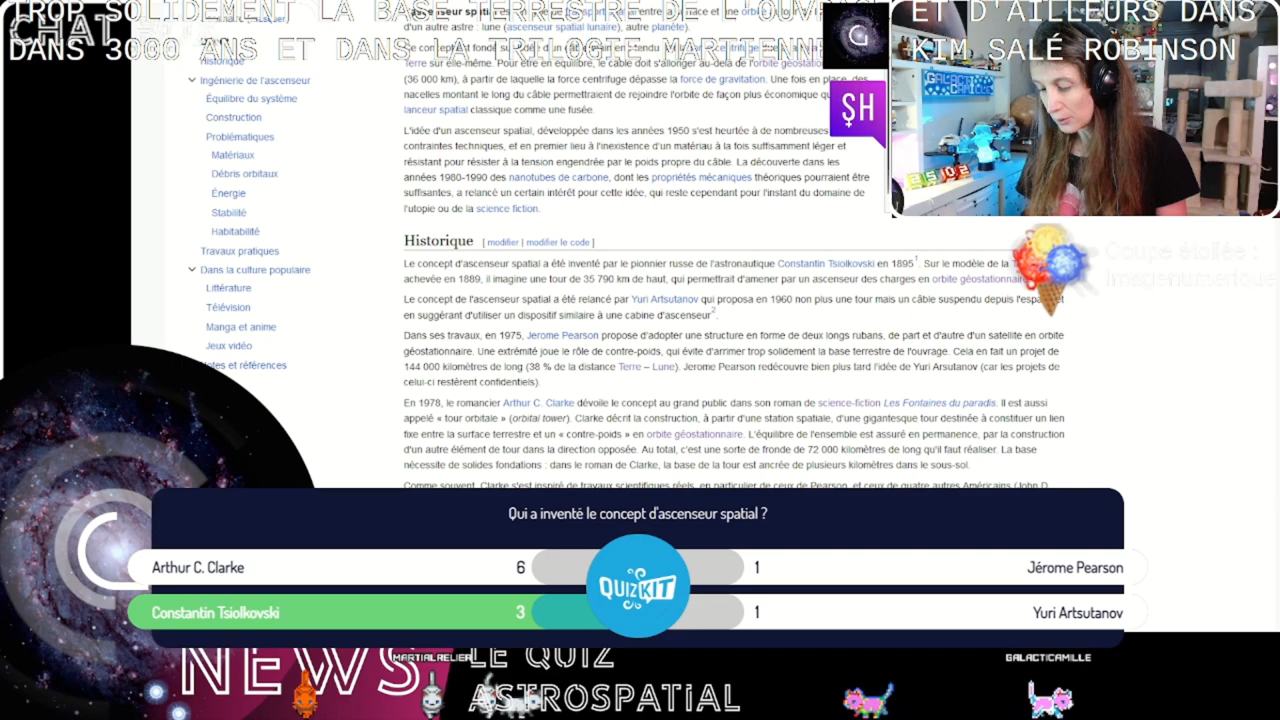 TROP SOLIDEMENT LA BASE TERRESTRE DE L'OUVRAGE ET D'AILLEURS DANS
DANS 3000 ANS ET DANS LA TRILOGIE MARTIENNE KIM SALÉ ROBINSON
CHAT
Historique
Ingénierie de l'ascenseur
Équilibre du système
Construction
Problématiques
Matériaux
Débris orbitaux
Énergie
Stabilité
Habitabilité
Travaux pratiques
Dans la culture populaire
Littérature
Télévision
Manga et anime
Jeux vidéo
Notes et références
d'un autre astre : lune (ascenseur spatial lunaire), autre planète).
Terre sur elle-même. Pour être en équilibre, le câble doit s'allonger au-delà de l'orbite géostatio
(36 000 km), à partir de laquelle la force centrifuge dépasse la force de gravitation. Une fois en place, des
nacelles montant le long du câble permettraient de rejoindre l'orbite de façon plus économique qu
lanceur spatial classique comme une fusée.
L'idée d'un ascenseur spatial, développée dans les années 1950 s'est heurtée à de nombreuses
contraintes techniques, et en premier lieu à l'inexistence d'un matériau à la fois suffisamment léger et
résistant pour résister à la tension engendrée par le poids propre du câble. La découverte dans les
années 1980-1990 des nanotubes de carbone, dont les propriétés mécaniques théoriques pourraient être
suffisantes, a relancé un certain intérêt pour cette idée, qui reste cependant pour l'instant du domaine de
l'utopie ou de la science fiction.
Historique [ modifier | modifier le code ]
Le concept d'ascenseur spatial a été inventé par le pionnier russe de l'astronautique Constantin Tsiolkovski en 1895¹. Sur le modèle de la
achevée en 1889, il imagine une tour de 35 790 km de haut, qui permettrait d'amener par un ascenseur des charges en orbite géostationnaire
Le concept de l'ascenseur spatial a été relancé par Yuri Artsutanov qui proposa en 1960 non plus une tour mais un câble suspendu depuis l'espace et
en suggérant d'utiliser un dispositif similaire à une cabine d'ascenseur².
Dans ses travaux, en 1975, Jerome Pearson propose d'adopter une structure en forme de deux longs rubans, de part et d'autre d'un satellite en orbite
géostationnaire. Une extrémité joue le rôle de contre-poids, qui évite d'arrimer trop solidement la base terrestre de l'ouvrage. Cela en fait un projet de
144 000 kilomètres de long (38 % de la distance Terre – Lune). Jerome Pearson redécouvre bien plus tard l'idée de Yuri Arsutanov (car les projets de
celui-ci restèrent confidentiels).
En 1978, le romancier Arthur C. Clarke dévoile le concept au grand public dans son roman de science-fiction Les Fontaines du paradis. Il est aussi
appelé « tour orbitale » (orbital tower). Clarke décrit la construction, à partir d'une station spatiale, d'une gigantesque tour destinée à constituer un lien
fixe entre la surface terrestre et un « contre-poids » en orbite géostationnaire. L'équilibre de l'ensemble est assuré en permanence, par la construction
d'un autre élément de tour dans la direction opposée. Au total, c'est une sorte de fronde de 72 000 kilomètres de long qu'il faut réaliser. La base
nécessite de solides fondations : dans le roman de Clarke, la base de la tour est ancrée de plusieurs kilomètres dans le sous-sol.
Comme souvent, Clarke s'est inspiré de travaux scientifiques réels, en particulier de ceux de Pearson, et ceux de quatre autres Américains (John D.
SH
Coupe étoilée :
Imagenumerique
Qui a inventé le concept d'ascenseur spatial ?
Arthur C. Clarke 6 1 Jérome Pearson
QUIZKIT
Constantin Tsiolkovski 3 1 Yuri Artsutanov
NEWS
MARTIALRELIER
GALACTICAMILLE
LE QUIZ
ASTROSPATIAL